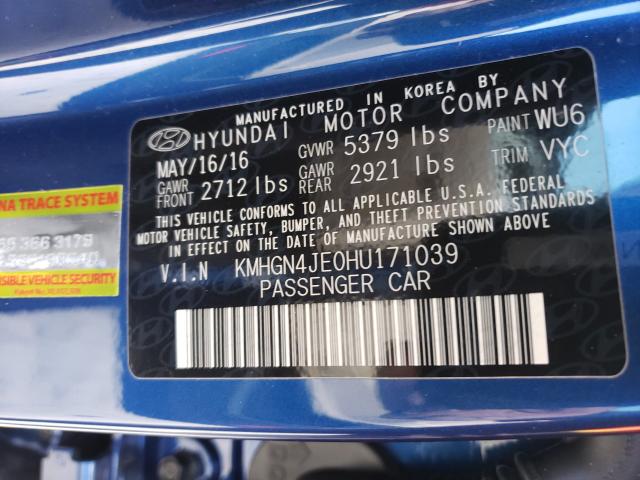 MANUFACTURED IN KOREA BY
HYUNDAI MOTOR COMPANY
MAY/16/16 GVWR 5379 lbs PAINT WU6
GAWR FRONT 2712 lbs GAWR REAR 2921 lbs TRIM VYC
THIS VEHICLE CONFORMS TO ALL APPLICABLE U.S.A. FEDERAL
MOTOR VEHICLE SAFETY, BUMPER, AND THEFT PREVENTION STANDARDS
IN EFFECT ON THE DATE OF MANUFACTURE SHOWN ABOVE
V.I.N KMHGN4JE0HU171039
PASSENGER CAR
NA TRACE SYSTEM
366 3179
VISIBLE VEHICLE SECURITY